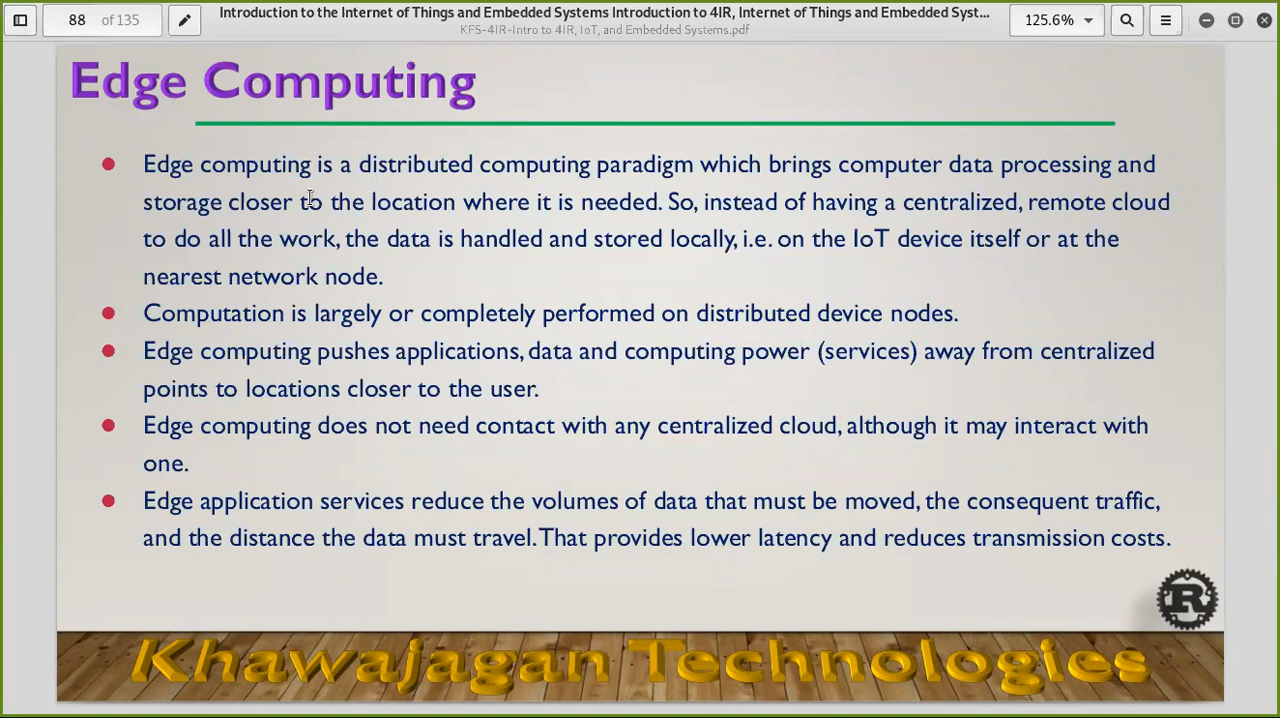 88 of 135
Introduction to the Internet of Things and Embedded Systems Introduction to 4IR, Internet of Things and Embedded Syst...
KFS-4IR-Intro to 4IR, IoT, and Embedded Systems.pdf
125.6%
Edge Computing
Edge computing is a distributed computing paradigm which brings computer data processing and
storage closer to the location where it is needed. So, instead of having a centralized, remote cloud
to do all the work, the data is handled and stored locally, i.e. on the IoT device itself or at the
nearest network node.
Computation is largely or completely performed on distributed device nodes.
Edge computing pushes applications, data and computing power (services) away from centralized
points to locations closer to the user.
Edge computing does not need contact with any centralized cloud, although it may interact with
one.
Edge application services reduce the volumes of data that must be moved, the consequent traffic,
and the distance the data must travel. That provides lower latency and reduces transmission costs.
R
Khawajagan Technologies